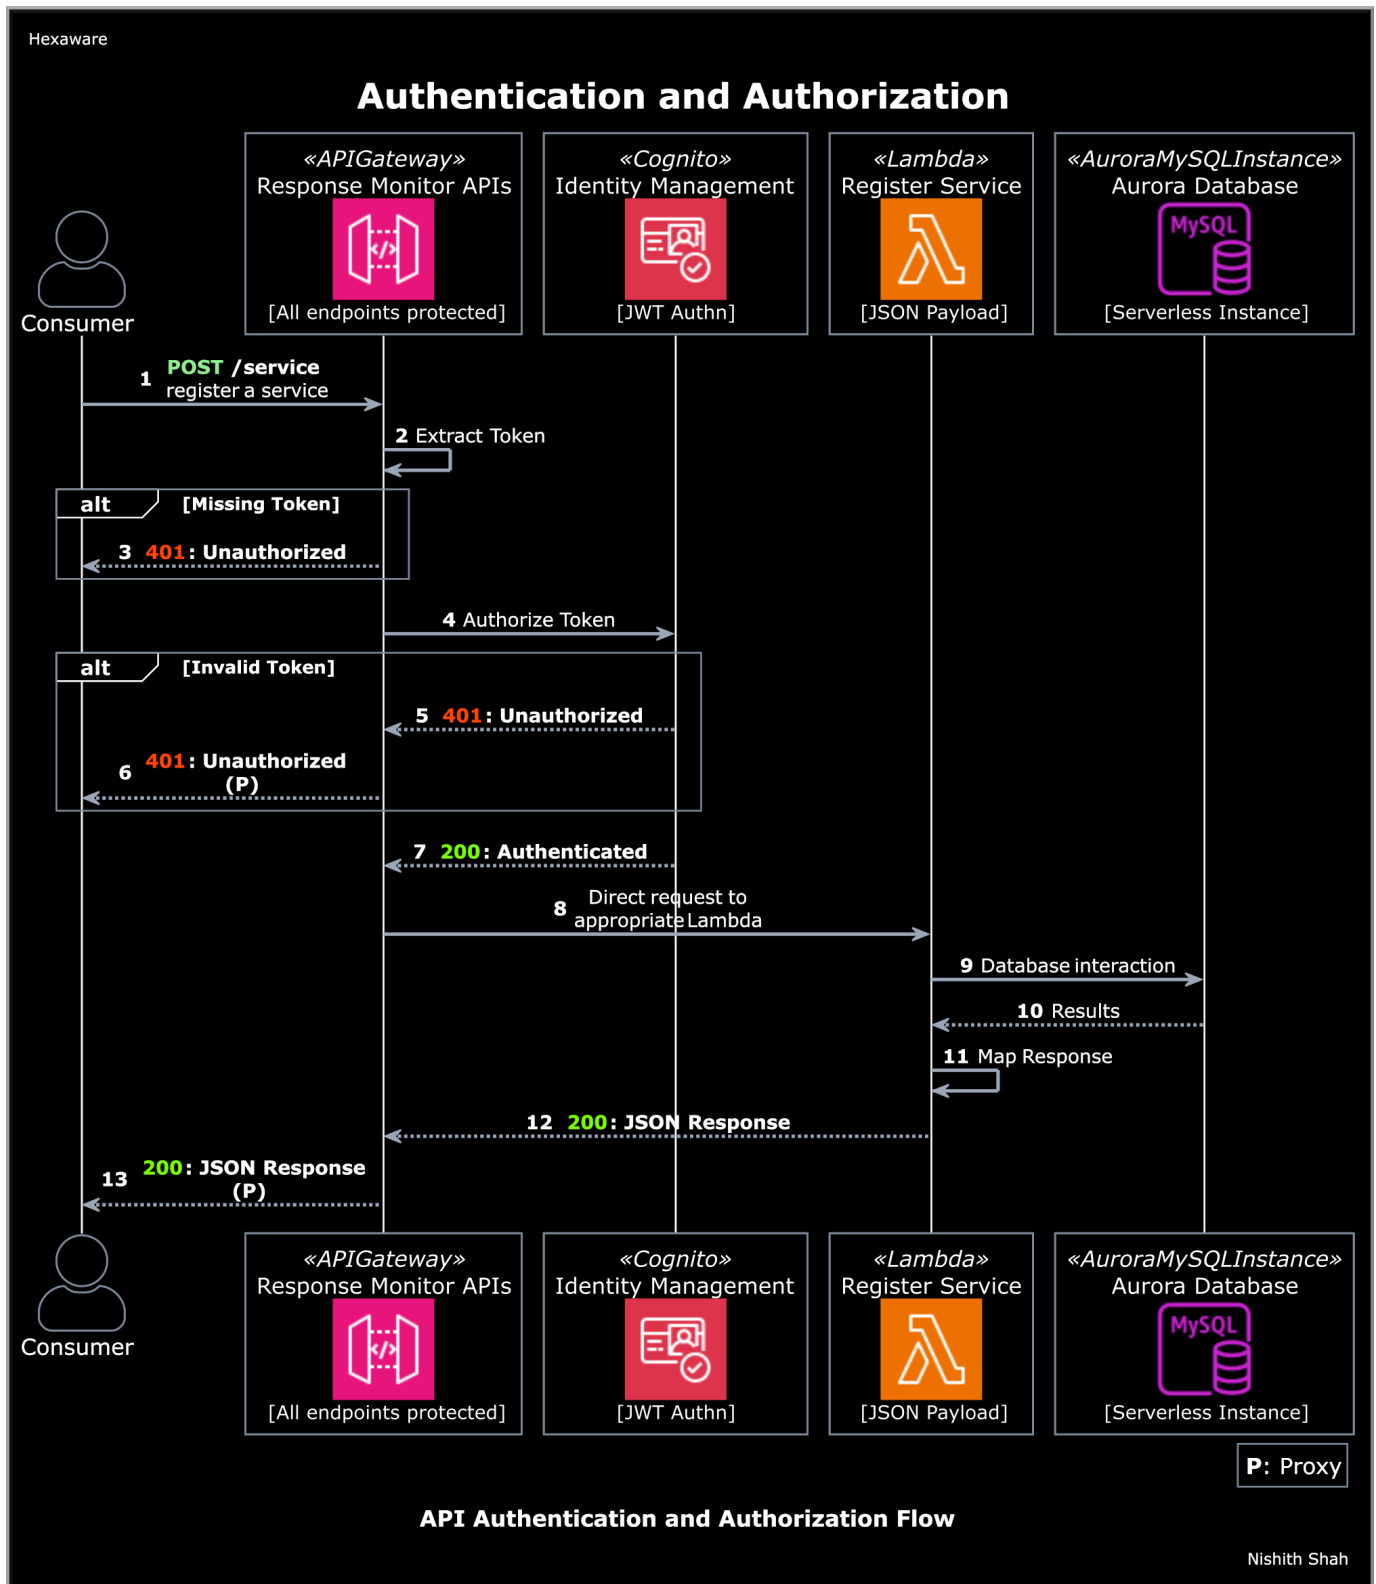 Hexaware
Authentication and Authorization
«APIGateway»
Response Monitor APIs
[All endpoints protected]
«Cognito»
Identity Management
[JWT Authn]
«Lambda»
Register Service
[JSON Payload]
«AuroraMySQLInstance»
Aurora Database
MySQL
[Serverless Instance]
Consumer
1 POST /service
register a service
2 Extract Token
alt [Missing Token]
3 401: Unauthorized
4 Authorize Token
alt [Invalid Token]
5 401: Unauthorized
6 401: Unauthorized
(P)
7 200: Authenticated
8 Direct request to
appropriate Lambda
9 Database interaction
10 Results
11 Map Response
12 200: JSON Response
13 200: JSON Response
(P)
Consumer
«APIGateway»
Response Monitor APIs
</>
[All endpoints protected]
«Cognito»
Identity Management
[JWT Authn]
«Lambda»
Register Service
[JSON Payload]
«AuroraMySQLInstance»
Aurora Database
MySQL
[Serverless Instance]
P: Proxy
API Authentication and Authorization Flow
Nishith Shah